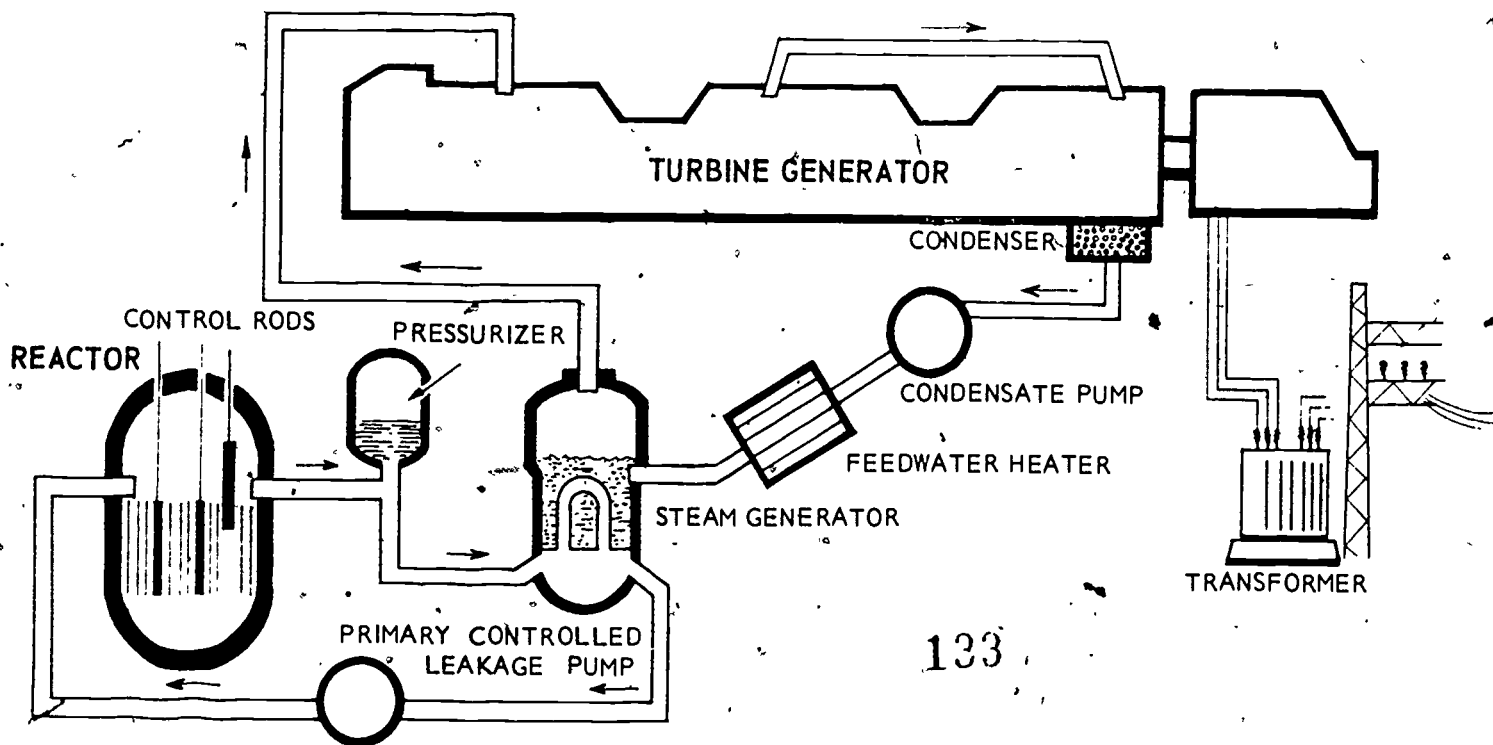 TURBINE GENERATOR
CONDENSER
CONTROL RODS
PRESSURIZER
REACTOR
CONDENSATE PUMP
FEEDWATER HEATER
STEAM GENERATOR
TRANSFORMER
PRIMARY CONTROLLED
LEAKAGE PUMP
133